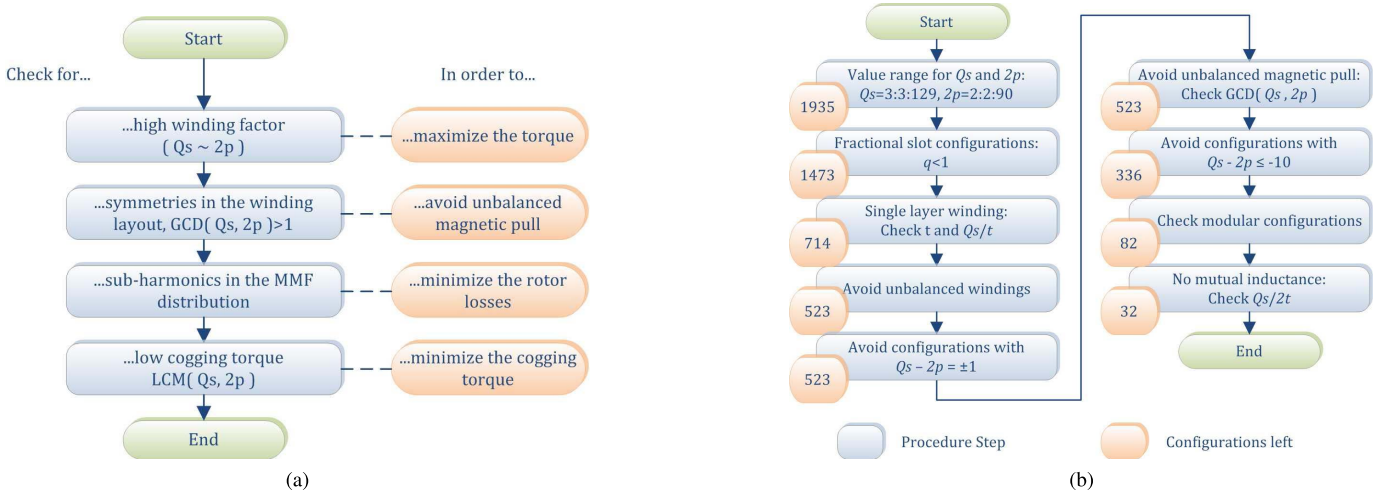 Start
Check for...
In order to...
...high winding factor
( Qs ~ 2p )
...maximize the torque
...symmetries in the winding
layout, GCD( Qs, 2p )>1
...avoid unbalanced
magnetic pull
...sub-harmonics in the MMF
distribution
...minimize the rotor
losses
...low cogging torque
LCM( Qs, 2p )
...minimize the cogging
torque
End
(a)
Start
Value range for Qs and 2p:
Qs=3:3:129, 2p=2:2:90
1935
Fractional slot configurations:
q<1
1473
Single layer winding:
Check t and Qs/t
714
Avoid unbalanced windings
523
Avoid configurations with
Qs – 2p = ±1
523
Avoid unbalanced magnetic pull:
Check GCD( Qs , 2p )
523
Avoid configurations with
Qs - 2p ≤ -10
336
Check modular configurations
82
No mutual inductance:
Check Qs/2t
32
End
Procedure Step
Configurations left
(b)